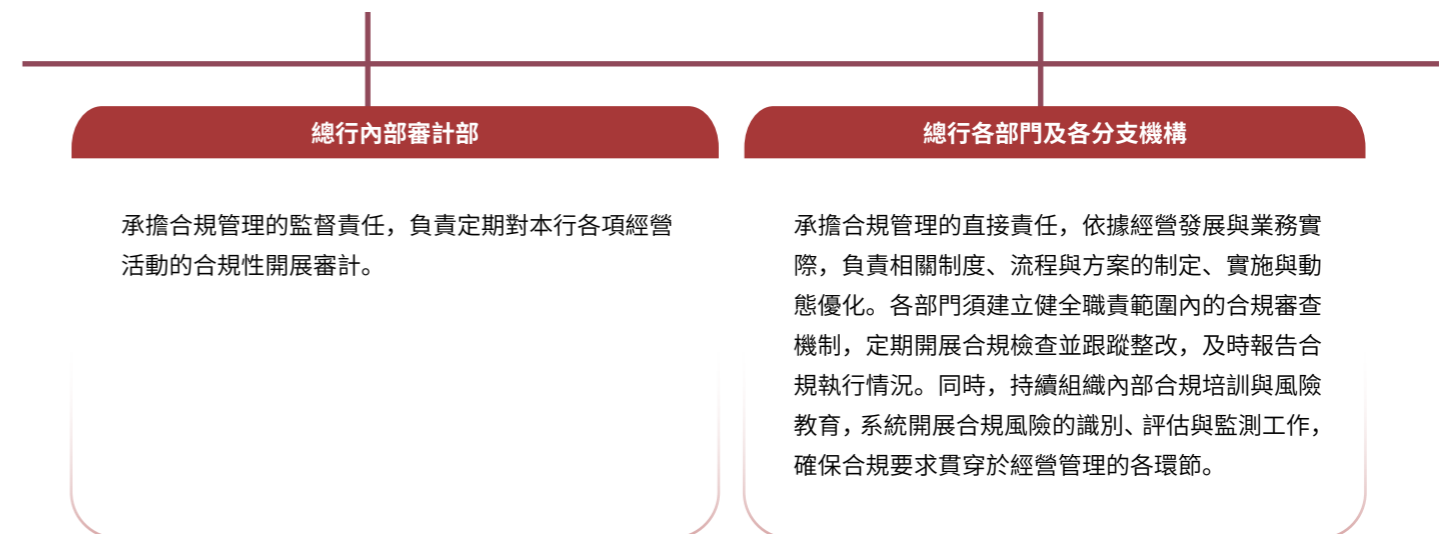 總行內部審計部
承擔合規管理的監督責任，負責定期對本行各項經營
活動的合規性開展審計。
總行各部門及各分支機構
承擔合規管理的直接責任，依據經營發展與業務實
際，負責相關制度、流程與方案的制定、實施與動
態優化。各部門須建立健全職責範圍內的合規審查
機制，定期開展合規檢查並跟蹤整改，及時報告合
規執行情況。同時，持續組織內部合規培訓與風險
教育，系統開展合規風險的識別、評估與監測工作，
確保合規要求貫穿於經營管理的各環節。